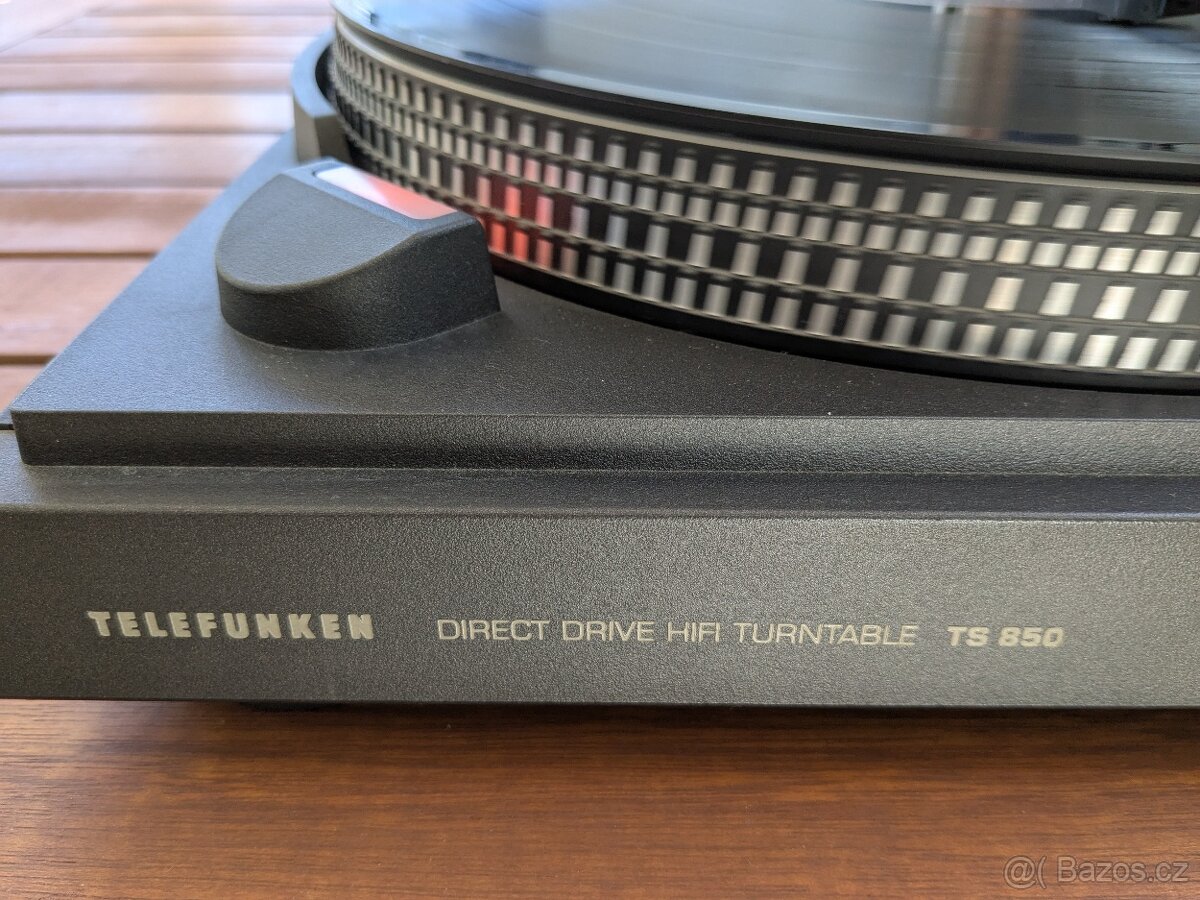 TELEFUNKEN DIRECT DRIVE HIFI TURNTABLE TS 850
@( Bazos.cz